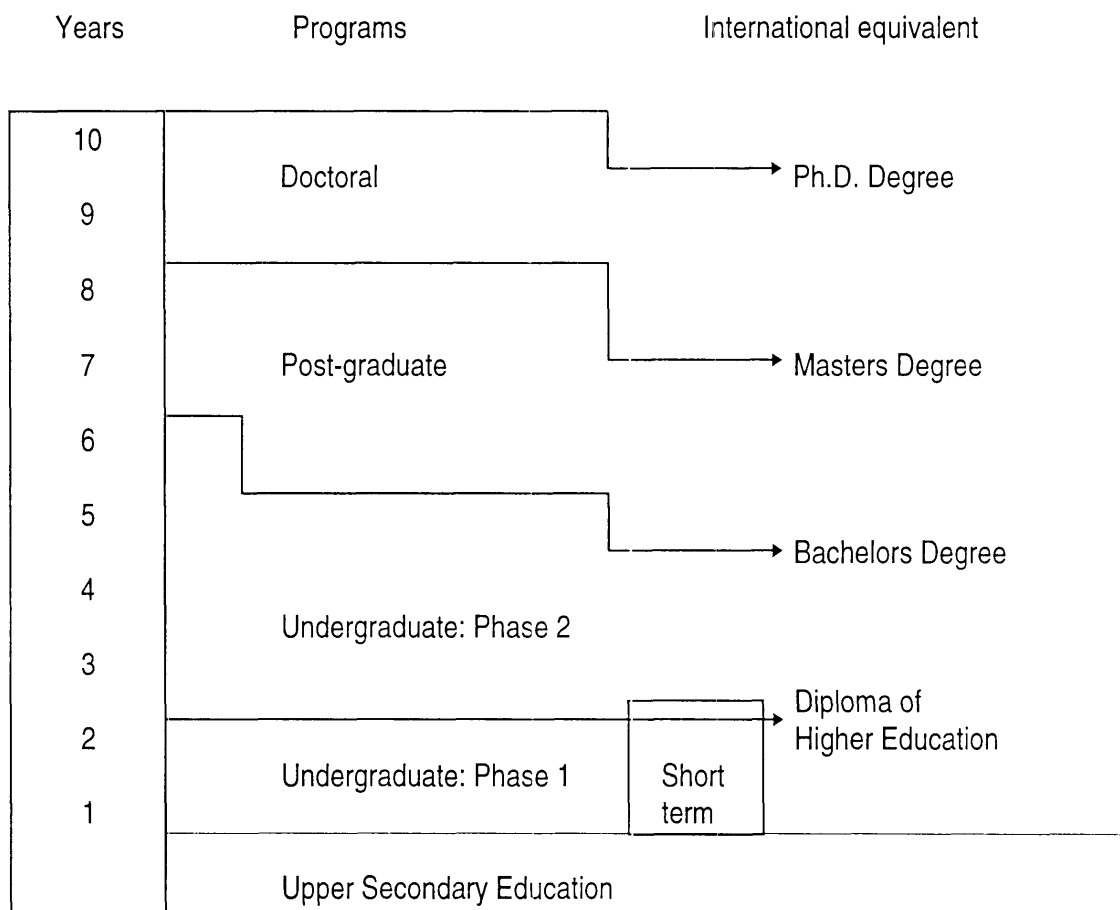 Years Programs International equivalent
10
Doctoral Ph.D. Degree
9
8
7 Post-graduate Masters Degree
6
5
Bachelors Degree
4
Undergraduate: Phase 2
3
Diploma of
2 Higher Education
Undergraduate: Phase 1 Short
1 term
Upper Secondary Education